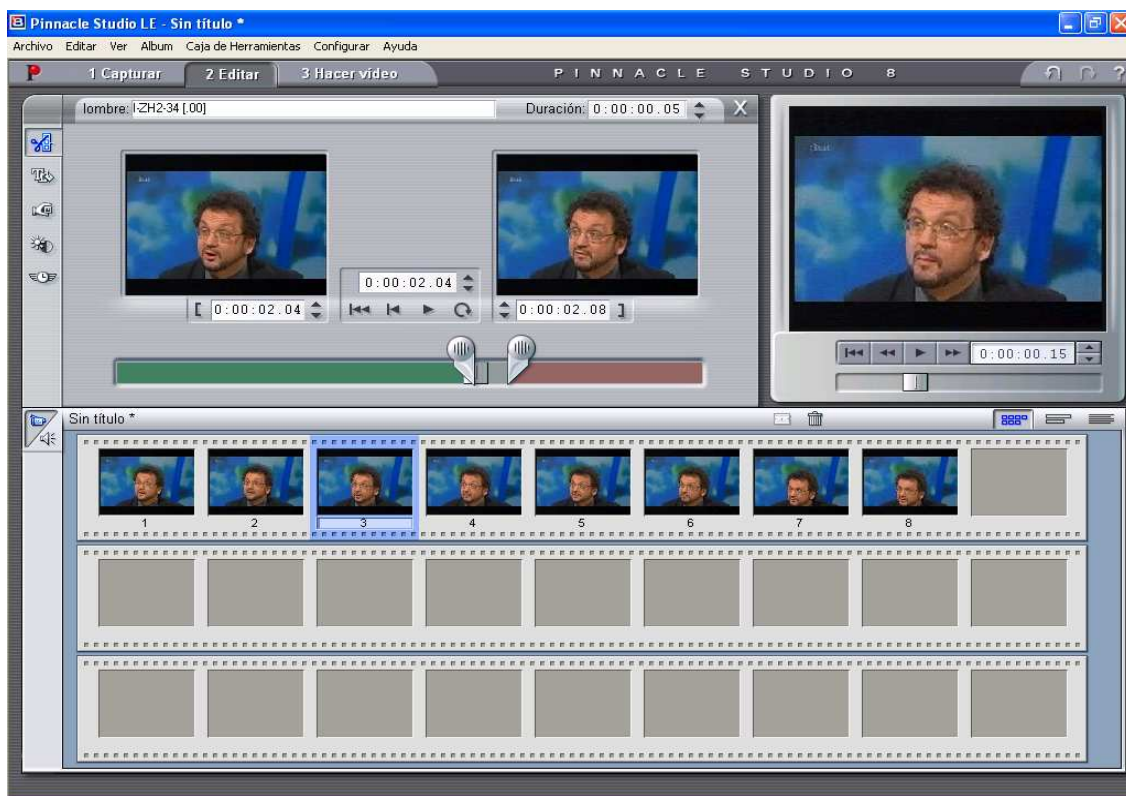 Pinnacle Studio LE - Sin título *
Archivo Editar Ver Album Caja de Herramientas Configurar Ayuda
1 Capturar 2 Editar 3 Hacer vídeo PINNACLE STUDIO 8 ?
lombre: I-ZH2-34 [.00] Duración: 0:00:00.05 X
0:00:02.04
[ 0:00:02.04 0:00:02.08 ]
0:00:00.15
Sin título *
1 2 3 4 5 6 7 8